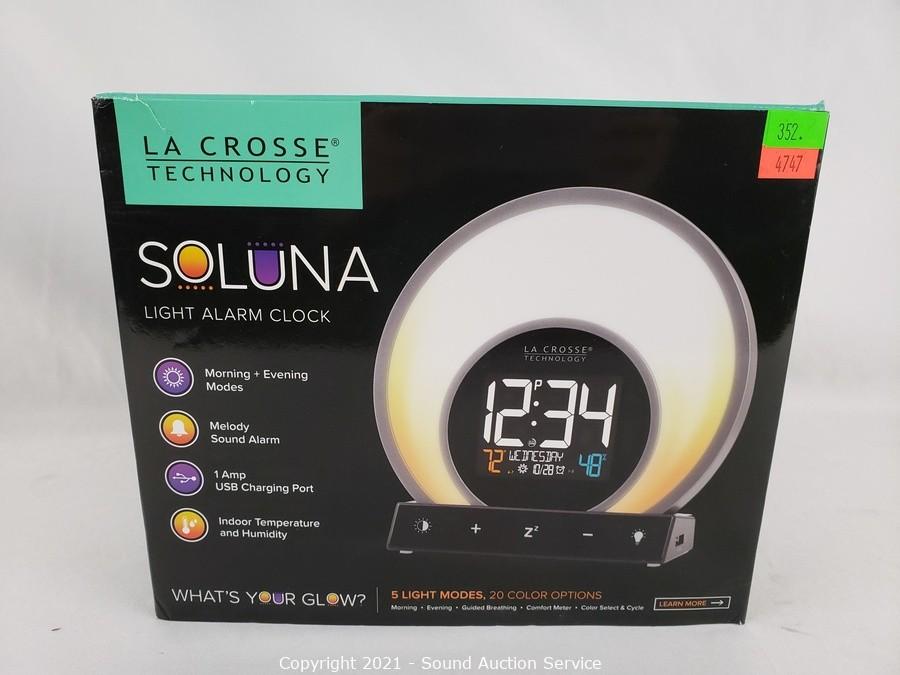 LA CROSSE®
TECHNOLOGY
352.
4747
SOLUNA
LIGHT ALARM CLOCK
Morning + Evening
Modes
Melody
Sound Alarm
1 Amp
USB Charging Port
Indoor Temperature
and Humidity
LA CROSSE®
TECHNOLOGY
P
12:34
72°
WEDNESDAY
10/28
48%
+
Zz
–
WHAT'S YOUR GLOW?
5 LIGHT MODES, 20 COLOR OPTIONS
Morning • Evening • Guided Breathing • Comfort Meter • Color Select & Cycle
LEARN MORE →
Copyright 2021 - Sound Auction Service